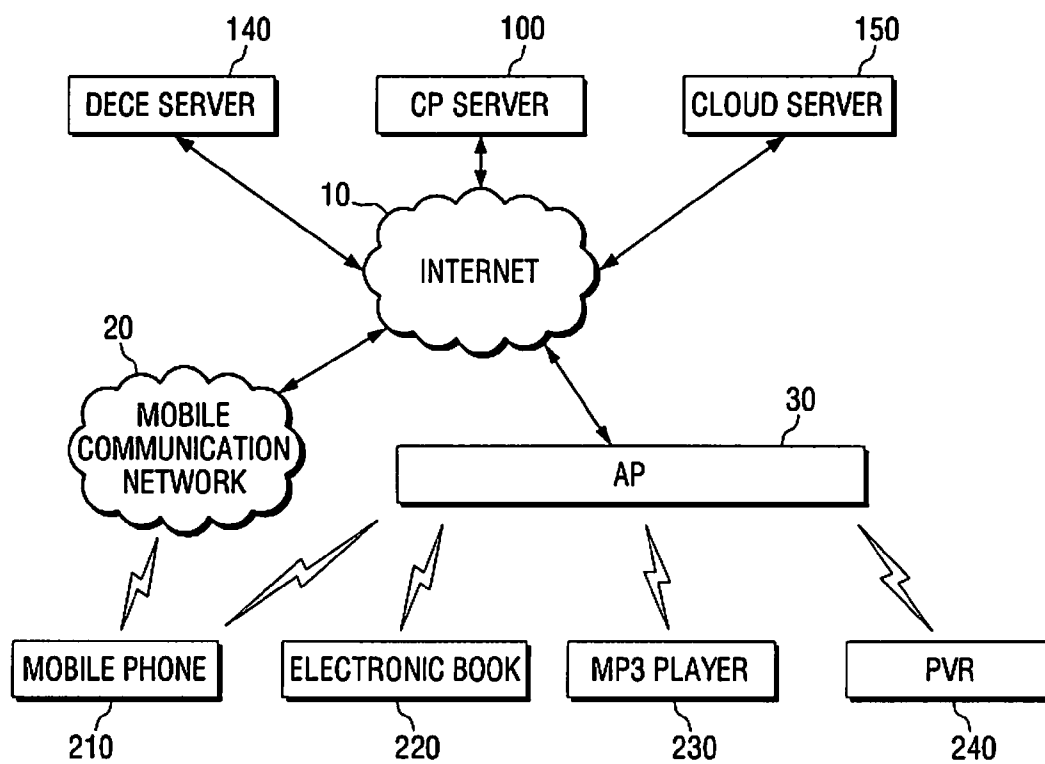 140
100
150
DECE SERVER
CP SERVER
CLOUD SERVER
10
INTERNET
20
MOBILE
COMMUNICATION
NETWORK
30
AP
MOBILE PHONE
ELECTRONIC BOOK
MP3 PLAYER
PVR
210
220
230
240